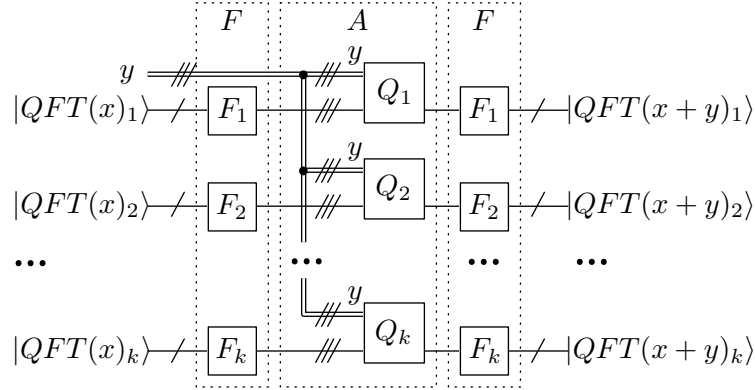 F A F
y y
|QFT(x)₁⟩ F₁ Q₁ F₁ |QFT(x + y)₁⟩
y
|QFT(x)₂⟩ F₂ Q₂ F₂ |QFT(x + y)₂⟩
... ... ... ...
y
|QFT(x)ₖ⟩ Fₖ Qₖ Fₖ |QFT(x + y)ₖ⟩